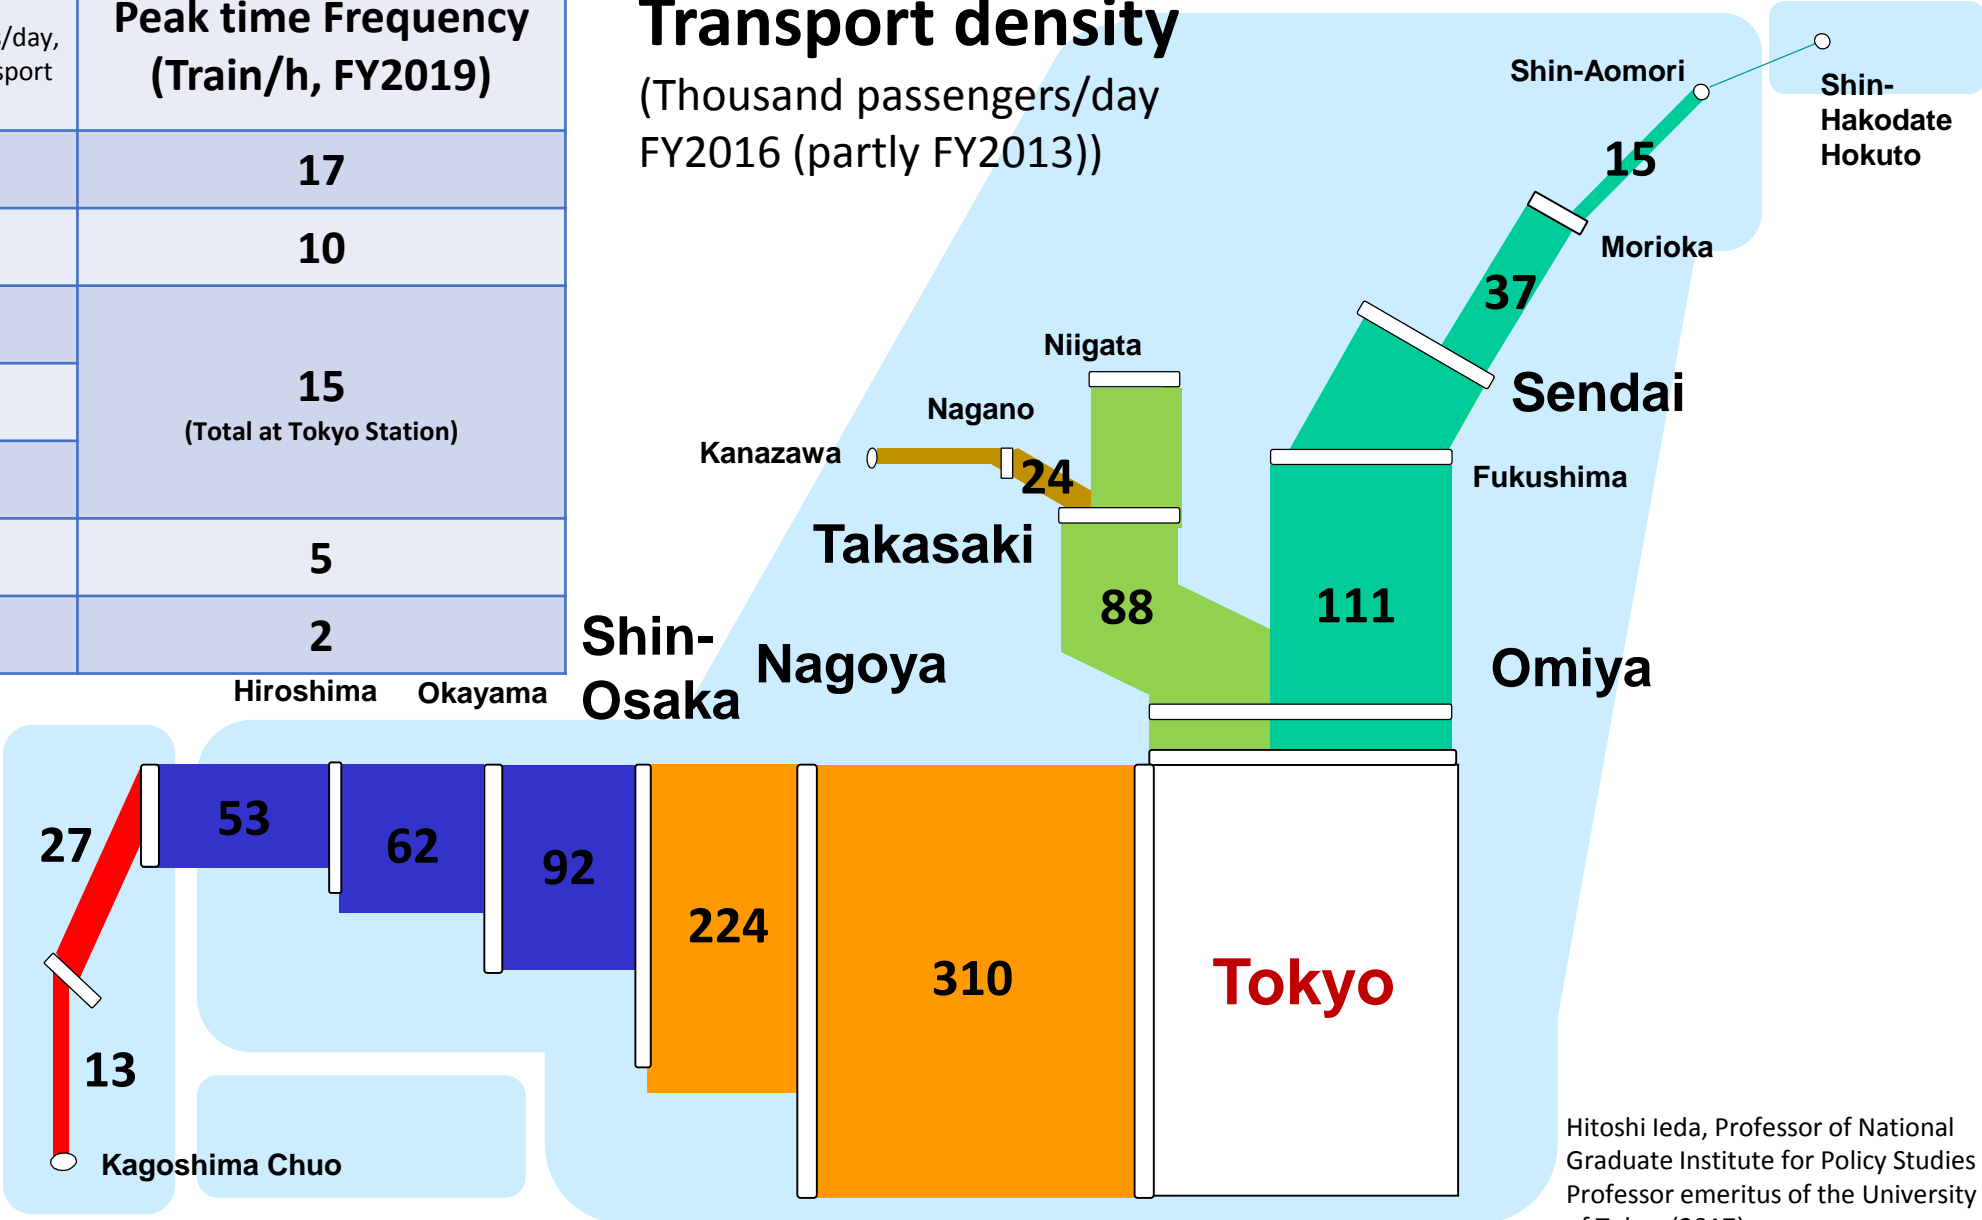 /day,
Peak time Frequency
(Train/h, FY2019)
17
10
15
(Total at Tokyo Station)
5
2
Transport density
(Thousand passengers/day
FY2016 (partly FY2013))
Shin-Aomori
Shin-
Hakodate
Hokuto
15
Morioka
37
Niigata
Sendai
Nagano
Kanazawa
24
Fukushima
Takasaki
88
111
Shin-
Osaka
Nagoya
Omiya
Hiroshima
Okayama
27
53
62
92
224
310
Tokyo
13
Kagoshima Chuo
Hitoshi Ieda, Professor of National
Graduate Institute for Policy Studies
Professor emeritus of the University